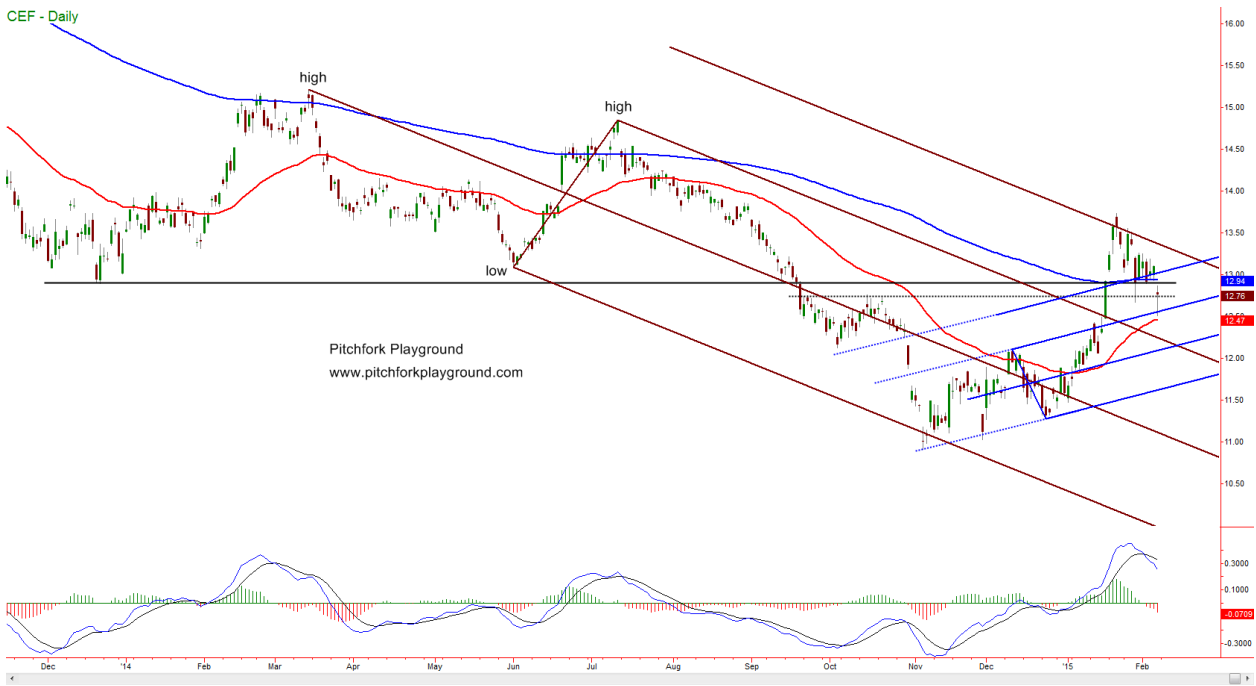 CEF - Daily
16.00
15.50
high
15.00
high
14.50
14.00
13.50
low
13.00
12.94
12.76
12.47
Pitchfork Playground
www.pitchforkplayground.com
12.00
11.50
11.00
10.50
0.3000
0.1000
-0.0709
-0.3000
Dec '14 Feb Mar Apr May Jun Jul Aug Sep Oct Nov Dec '15 Feb